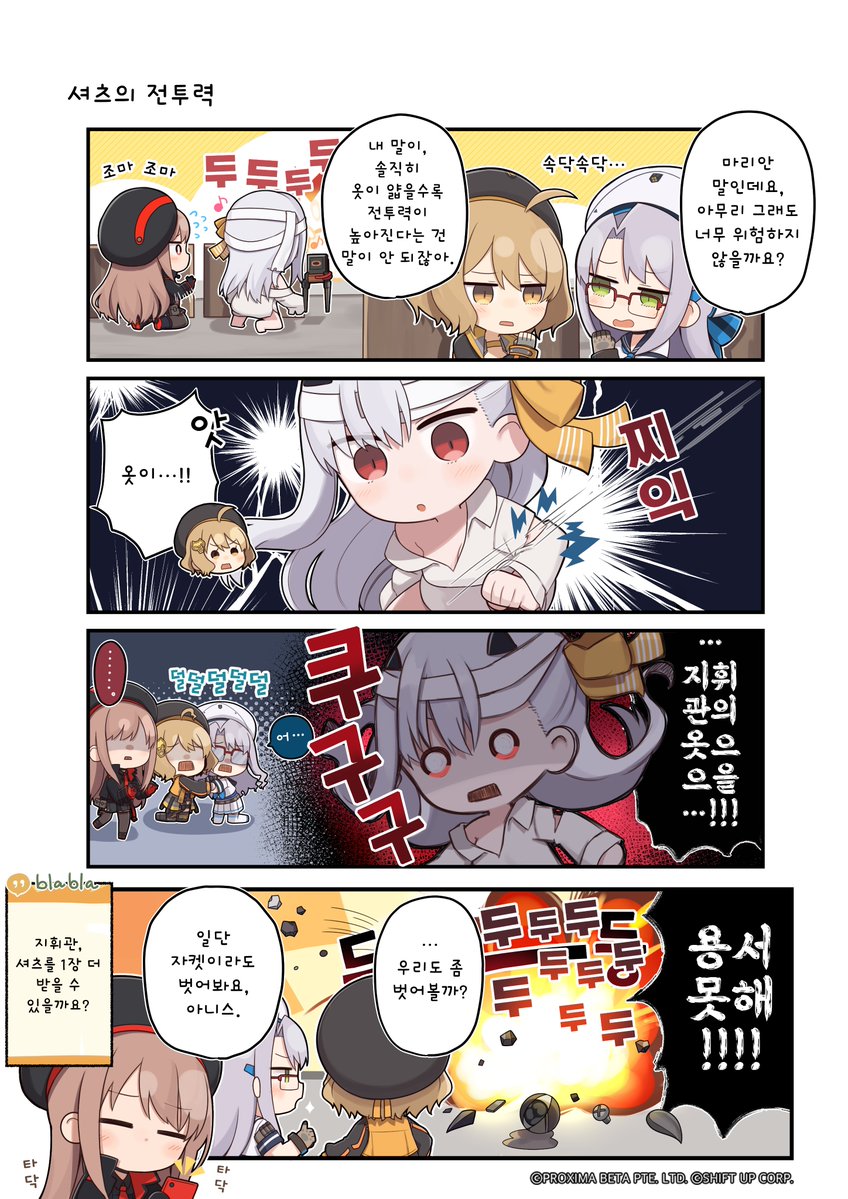 셔츠의 전투력
조마 조마
두두두두
내 말이,
솔직히
옷이 얇을수록
전투력이
높아진다는 건
말이 안 되잖아.
속닥속닥…
마리안
말인데요,
아무리 그래도
너무 위험하지
않을까요?
앗
옷이…!!
찌익
……
덜덜덜덜덜
어…
쿠구구구
…지휘관의
옷으…으을!!!
blabla
지휘관,
셔츠를 1장 더
받을 수
있을까요?
일단
자켓이라도
벗어봐요,
아니스.
…
우리도 좀
벗어볼까?
두두두두두
두두두두
두두두
용서
못해
!!!!
타닥
타닥
©PROXIMA BETA PTE. LTD. ©SHIFT UP CORP.